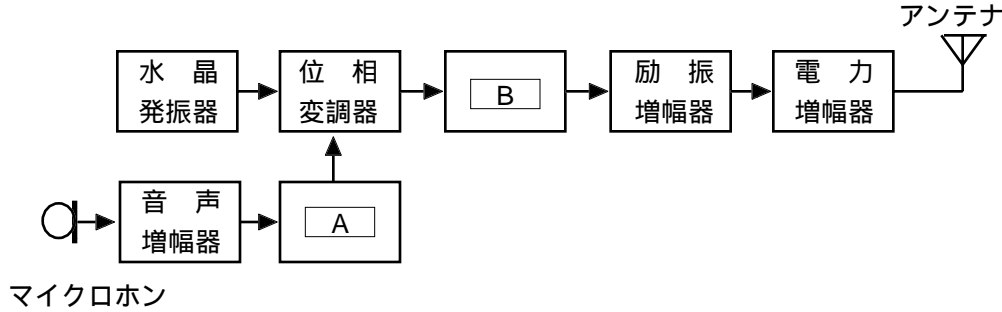 アンテナ
水 晶
発振器
位 相
変調器
B
励 振
増幅器
電 力
増幅器
音 声
増幅器
A
マイクロホン